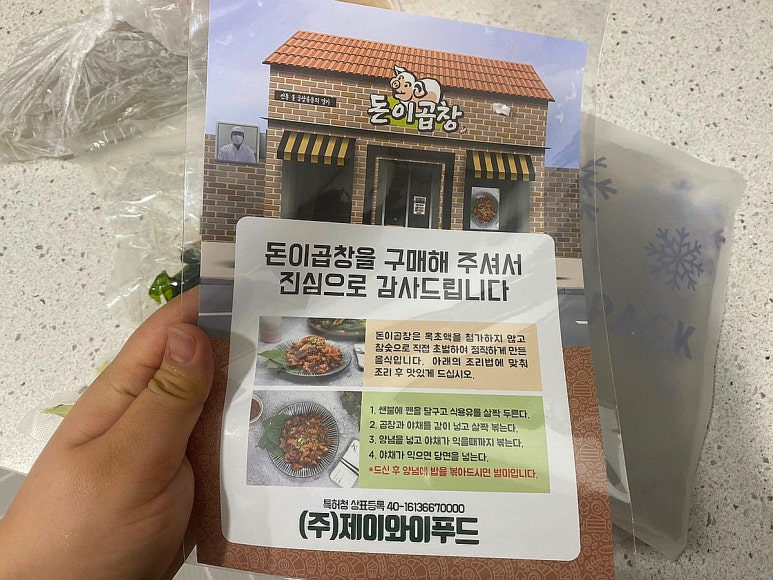 돈이곱창
돈이곱창을 구매해 주셔서
진심으로 감사드립니다
돈이곱창은 목초액을 첨가하지 않고
참숯으로 직접 초벌하여 정직하게 만든
음식입니다. 아래의 조리법에 맞춰
조리 후 맛있게 드십시오.
1. 쎈불에 팬을 달구고 식용유를 살짝 두른다.
2. 곱창과 야채를 같이 넣고 살짝 볶는다.
3. 양념을 넣고 야채가 익을때까지 볶는다.
4. 야채가 익으면 당면을 넣는다.
*드신 후 양념에 밥을 볶아드시면 별미입니다.
특허청 상표등록 40-16136670000
(주)제이와이푸드
PACK